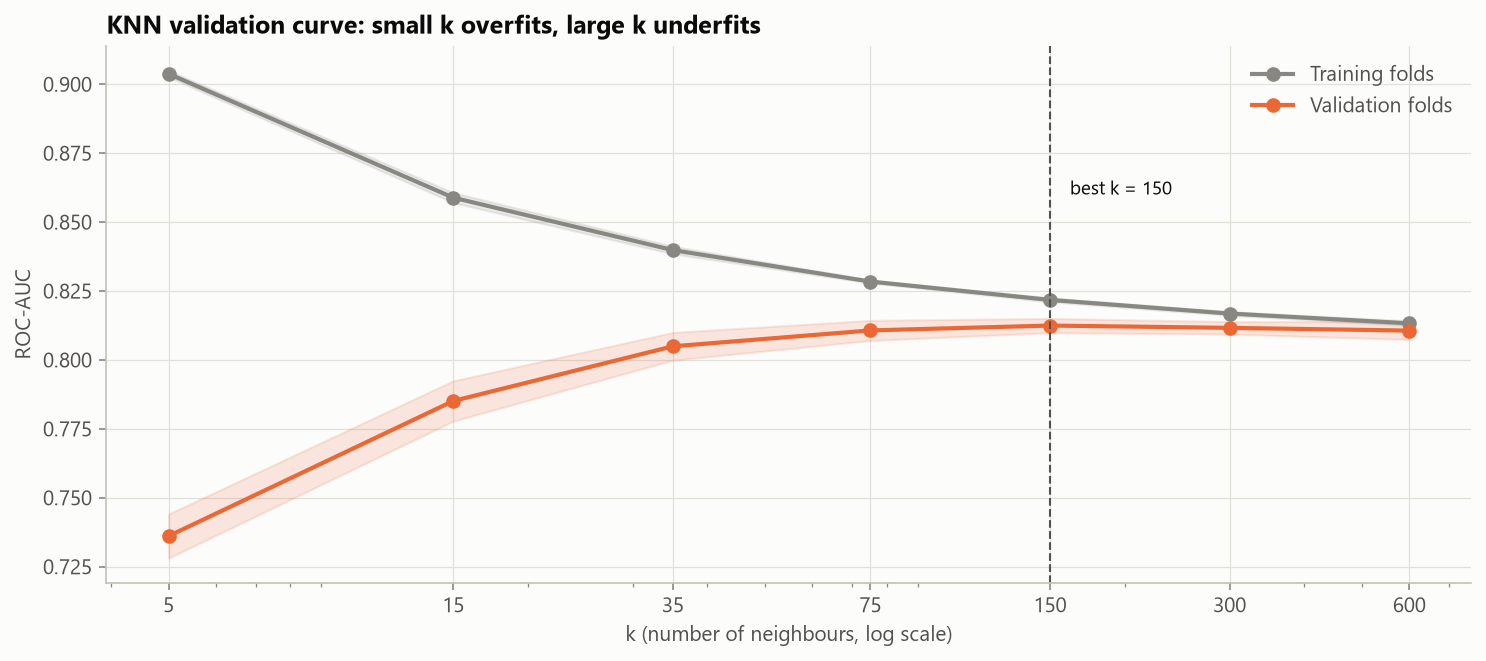 KNN validation curve: small k overfits, large k underfits
Training folds
Validation folds
best k = 150
ROC-AUC
0.900
0.875
0.850
0.825
0.800
0.775
0.750
0.725
5 15 35 75 150 300 600
k (number of neighbours, log scale)